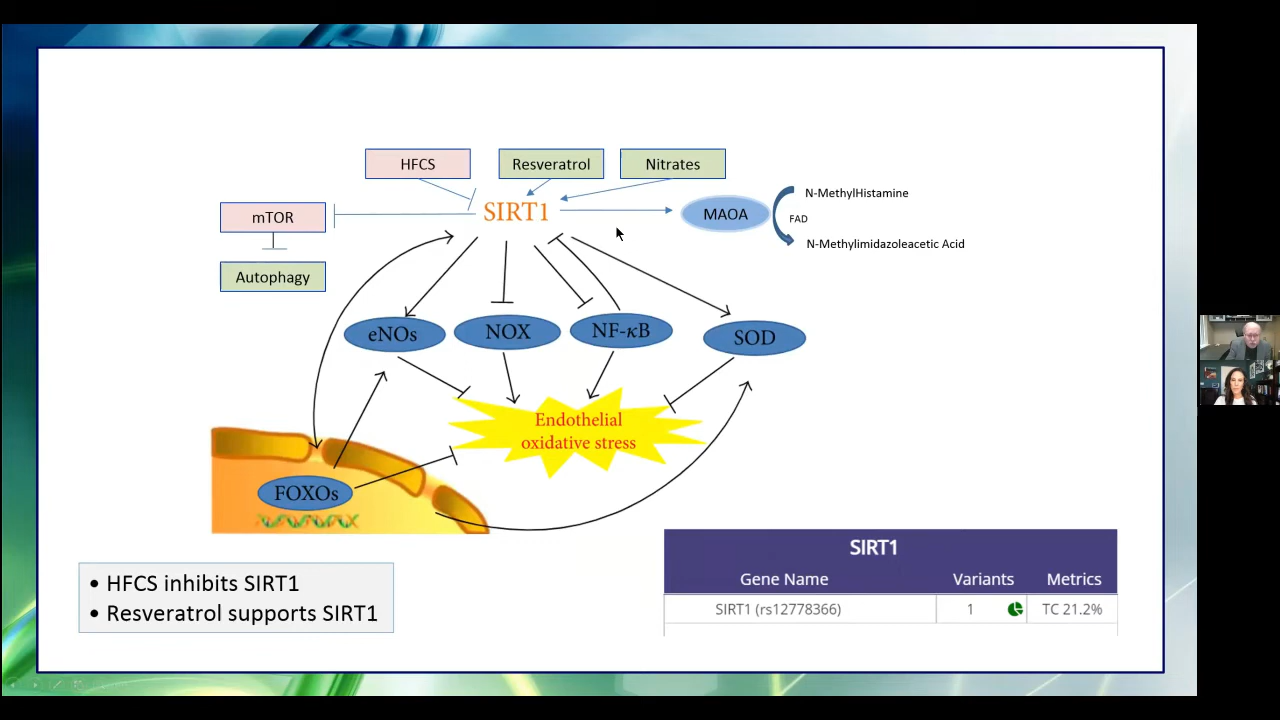 HFCS
Resveratrol
Nitrates
mTOR
SIRT1
MAOA
N-MethylHistamine
FAD
N-Methylimidazoleacetic Acid
Autophagy
eNOs
NOX
NF-κB
SOD
Endothelial
oxidative stress
FOXOs
• HFCS inhibits SIRT1
• Resveratrol supports SIRT1
SIRT1
Gene Name Variants Metrics
SIRT1 (rs12778366) 1 TC 21.2%